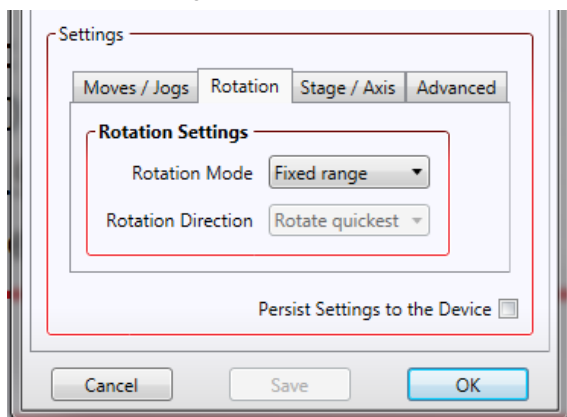 Settings
Moves / Jogs Rotation Stage / Axis Advanced
Rotation Settings
Rotation Mode Fixed range
Rotation Direction Rotate quickest
Persist Settings to the Device
Cancel Save OK